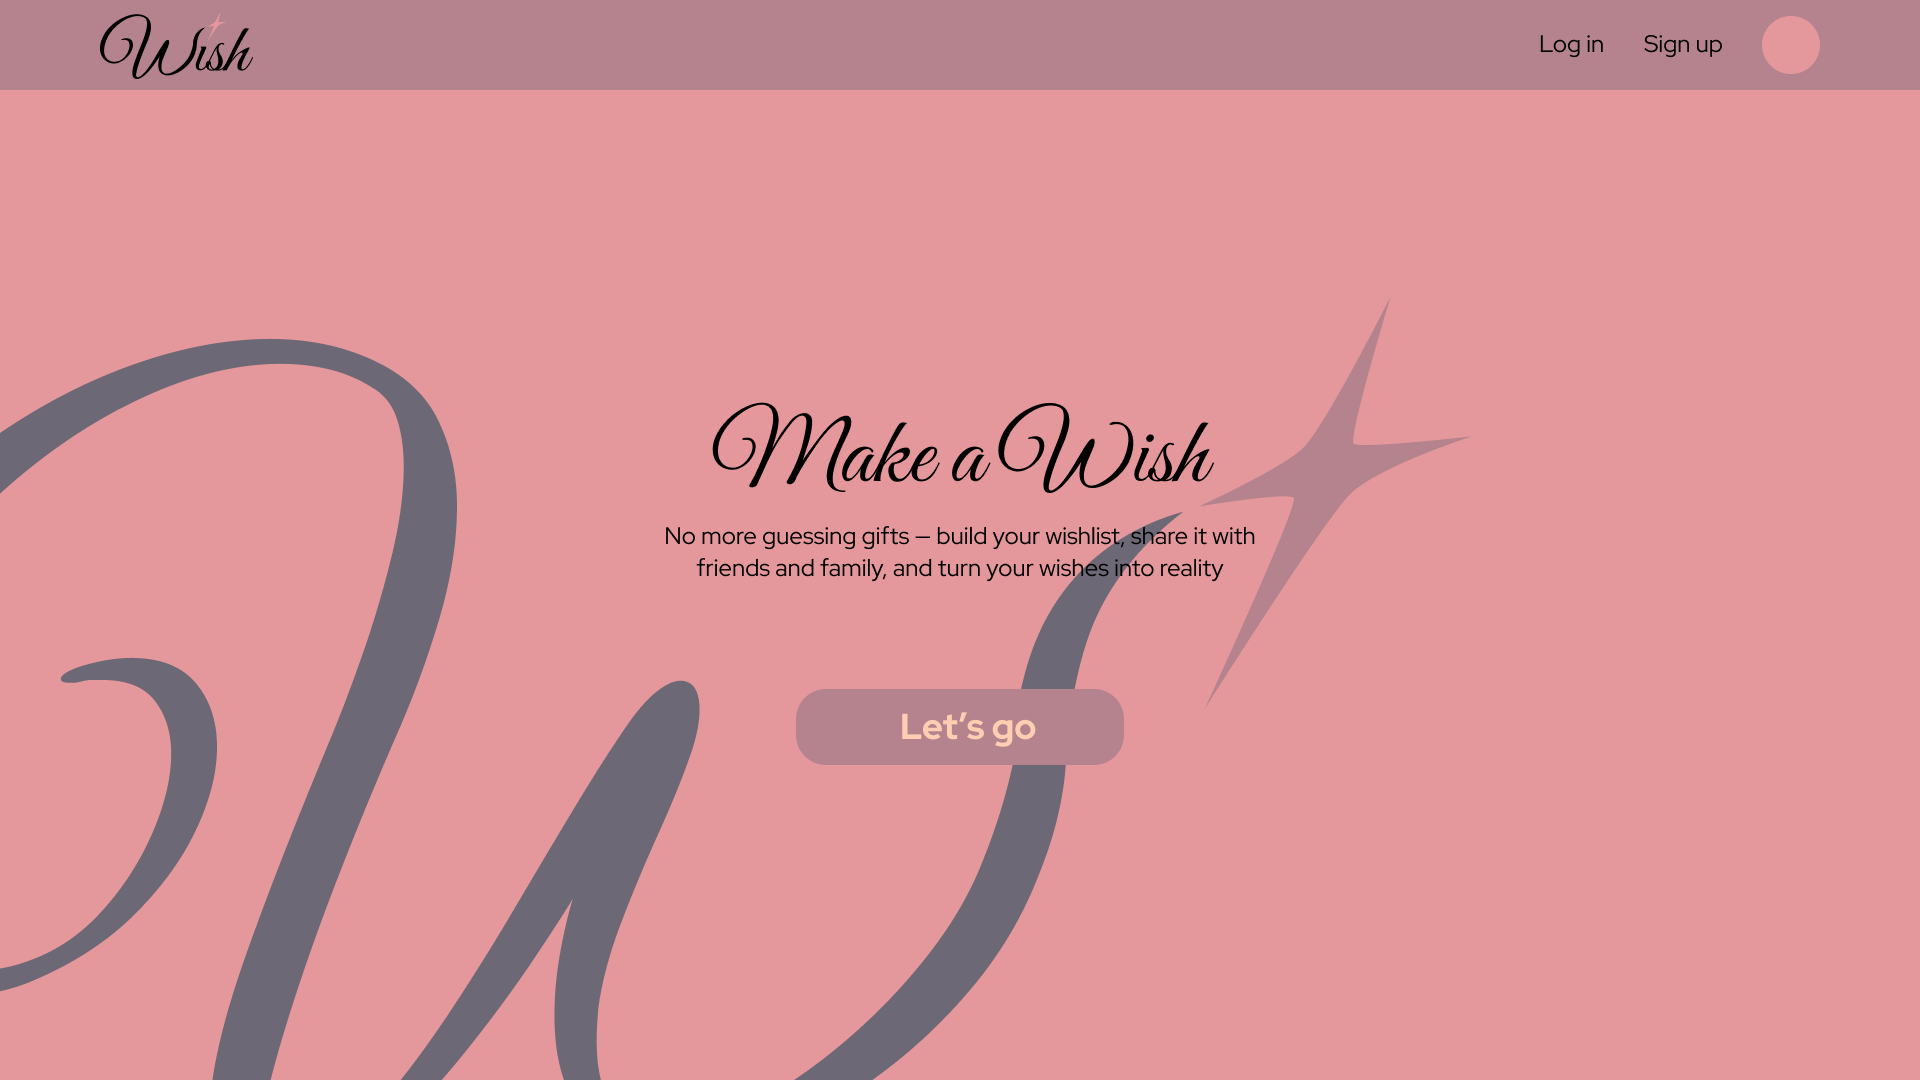 Wish
Log in
Sign up
Make a Wish
No more guessing gifts — build your wishlist, share it with
friends and family, and turn your wishes into reality
Let’s go
W